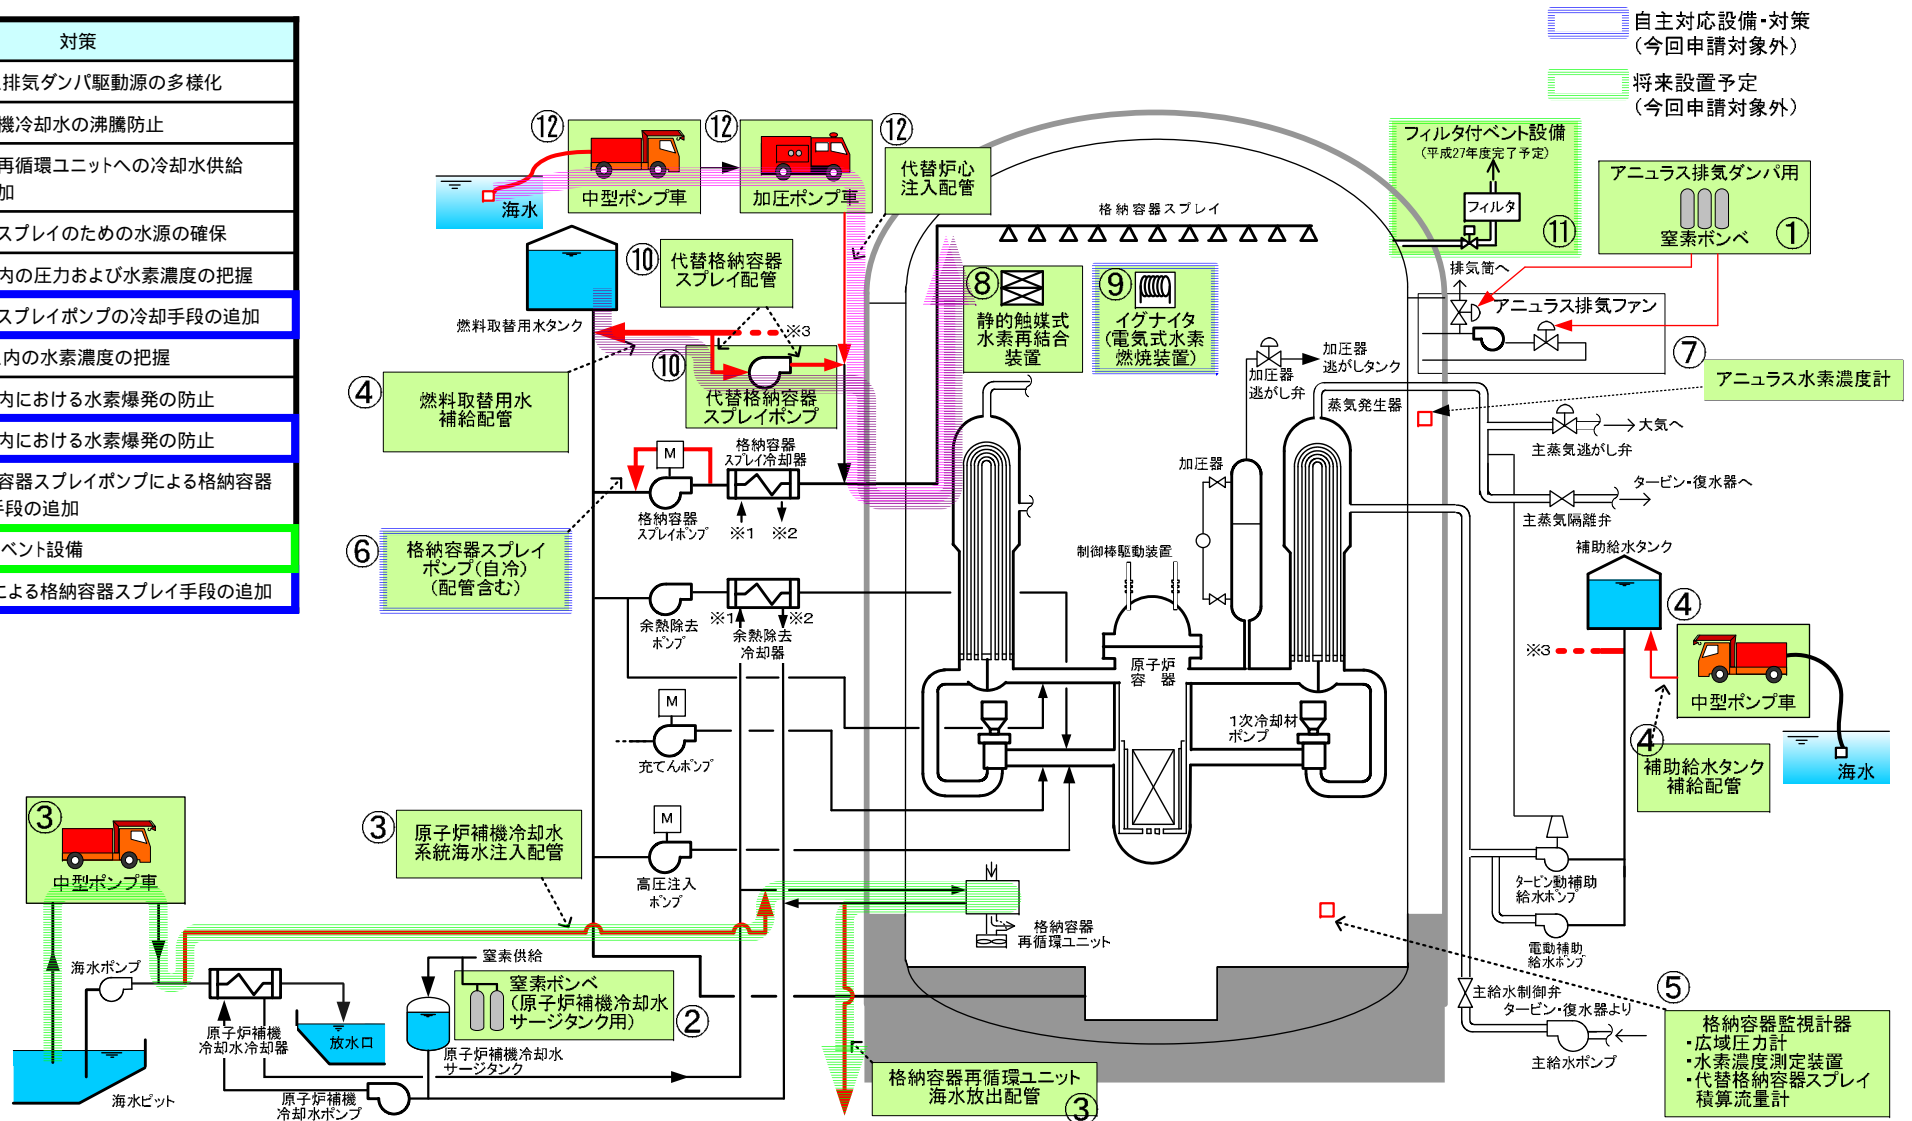 対策
排気ダンパ駆動源の多様化
機冷却水の沸騰防止
再循環ユニットへの冷却水供給
加
スプレイのための水源の確保
内の圧力および水素濃度の把握
スプレイポンプの冷却手段の追加
内の水素濃度の把握
内における水素爆発の防止
内における水素爆発の防止
容器スプレイポンプによる格納容器
手段の追加
ベント設備
による格納容器スプレイ手段の追加
自主対応設備・対策
(今回申請対象外)
将来設置予定
(今回申請対象外)
⑫
中型ポンプ車
⑫
加圧ポンプ車
⑫
代替炉心
注入配管
海水
フィルタ付ベント設備
(平成27年度完了予定)
フィルタ
⑪
アニュラス排気ダンパ用
窒素ボンベ
①
格納容器スプレイ
燃料取替用水タンク
⑩
代替格納容器
スプレイ配管
※3
⑩
代替格納容器
スプレイポンプ
⑧
静的触媒式
水素再結合
装置
⑨
イグナイタ
(電気式水素
燃焼装置)
排気筒へ
アニュラス排気ファン
⑦
アニュラス水素濃度計
④
燃料取替用水
補給配管
加圧器
逃がしタンク
加圧器
逃がし弁
蒸気発生器
大気へ
主蒸気逃がし弁
タービン・復水器へ
主蒸気隔離弁
M
格納容器
スプレイ冷却器
格納容器
スプレイポンプ
※1
※2
加圧器
⑥
格納容器スプレイ
ポンプ(自冷)
(配管含む)
制御棒駆動装置
補助給水タンク
④
※3
中型ポンプ車
余熱除去
ポンプ
※1
※2
余熱除去
冷却器
原子炉
容 器
1次冷却材
ポンプ
M
充てんポンプ
④
補助給水タンク
補給配管
海水
③
中型ポンプ車
③
原子炉補機冷却水
系統海水注入配管
M
高圧注入
ポンプ
タービン動補助
給水ポンプ
格納容器
再循環ユニット
電動補助
給水ポンプ
海水ポンプ
窒素供給
窒素ボンベ
(原子炉補機冷却水
サージタンク用)
②
⑤
主給水制御弁
タービン・復水器より
主給水ポンプ
格納容器監視計器
・広域圧力計
・水素濃度測定装置
・代替格納容器スプレイ
積算流量計
原子炉補機
冷却水冷却器
放水口
原子炉補機冷却水
サージタンク
格納容器再循環ユニット
海水放出配管
③
海水ピット
原子炉補機
冷却水ポンプ